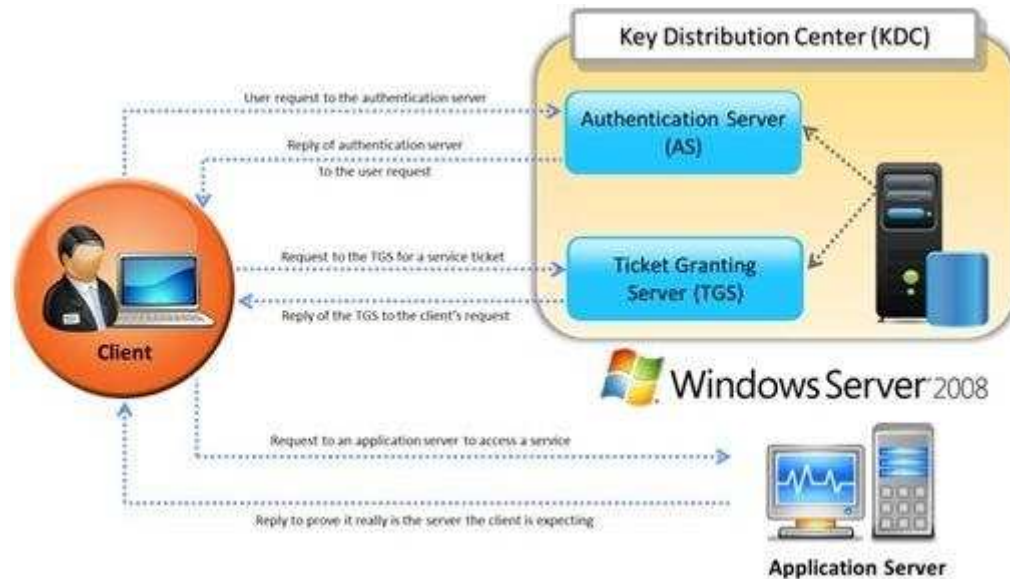 Key Distribution Center (KDC)
User request to the authentication server
Authentication Server
(AS)
Reply of authentication server
to the user request
Request to the TGS for a service ticket
Ticket Granting
Server (TGS)
Reply of the TGS to the client's request
Client
Windows Server 2008
Request to an application server to access a service
Reply to prove it really is the server the client is expecting
Application Server